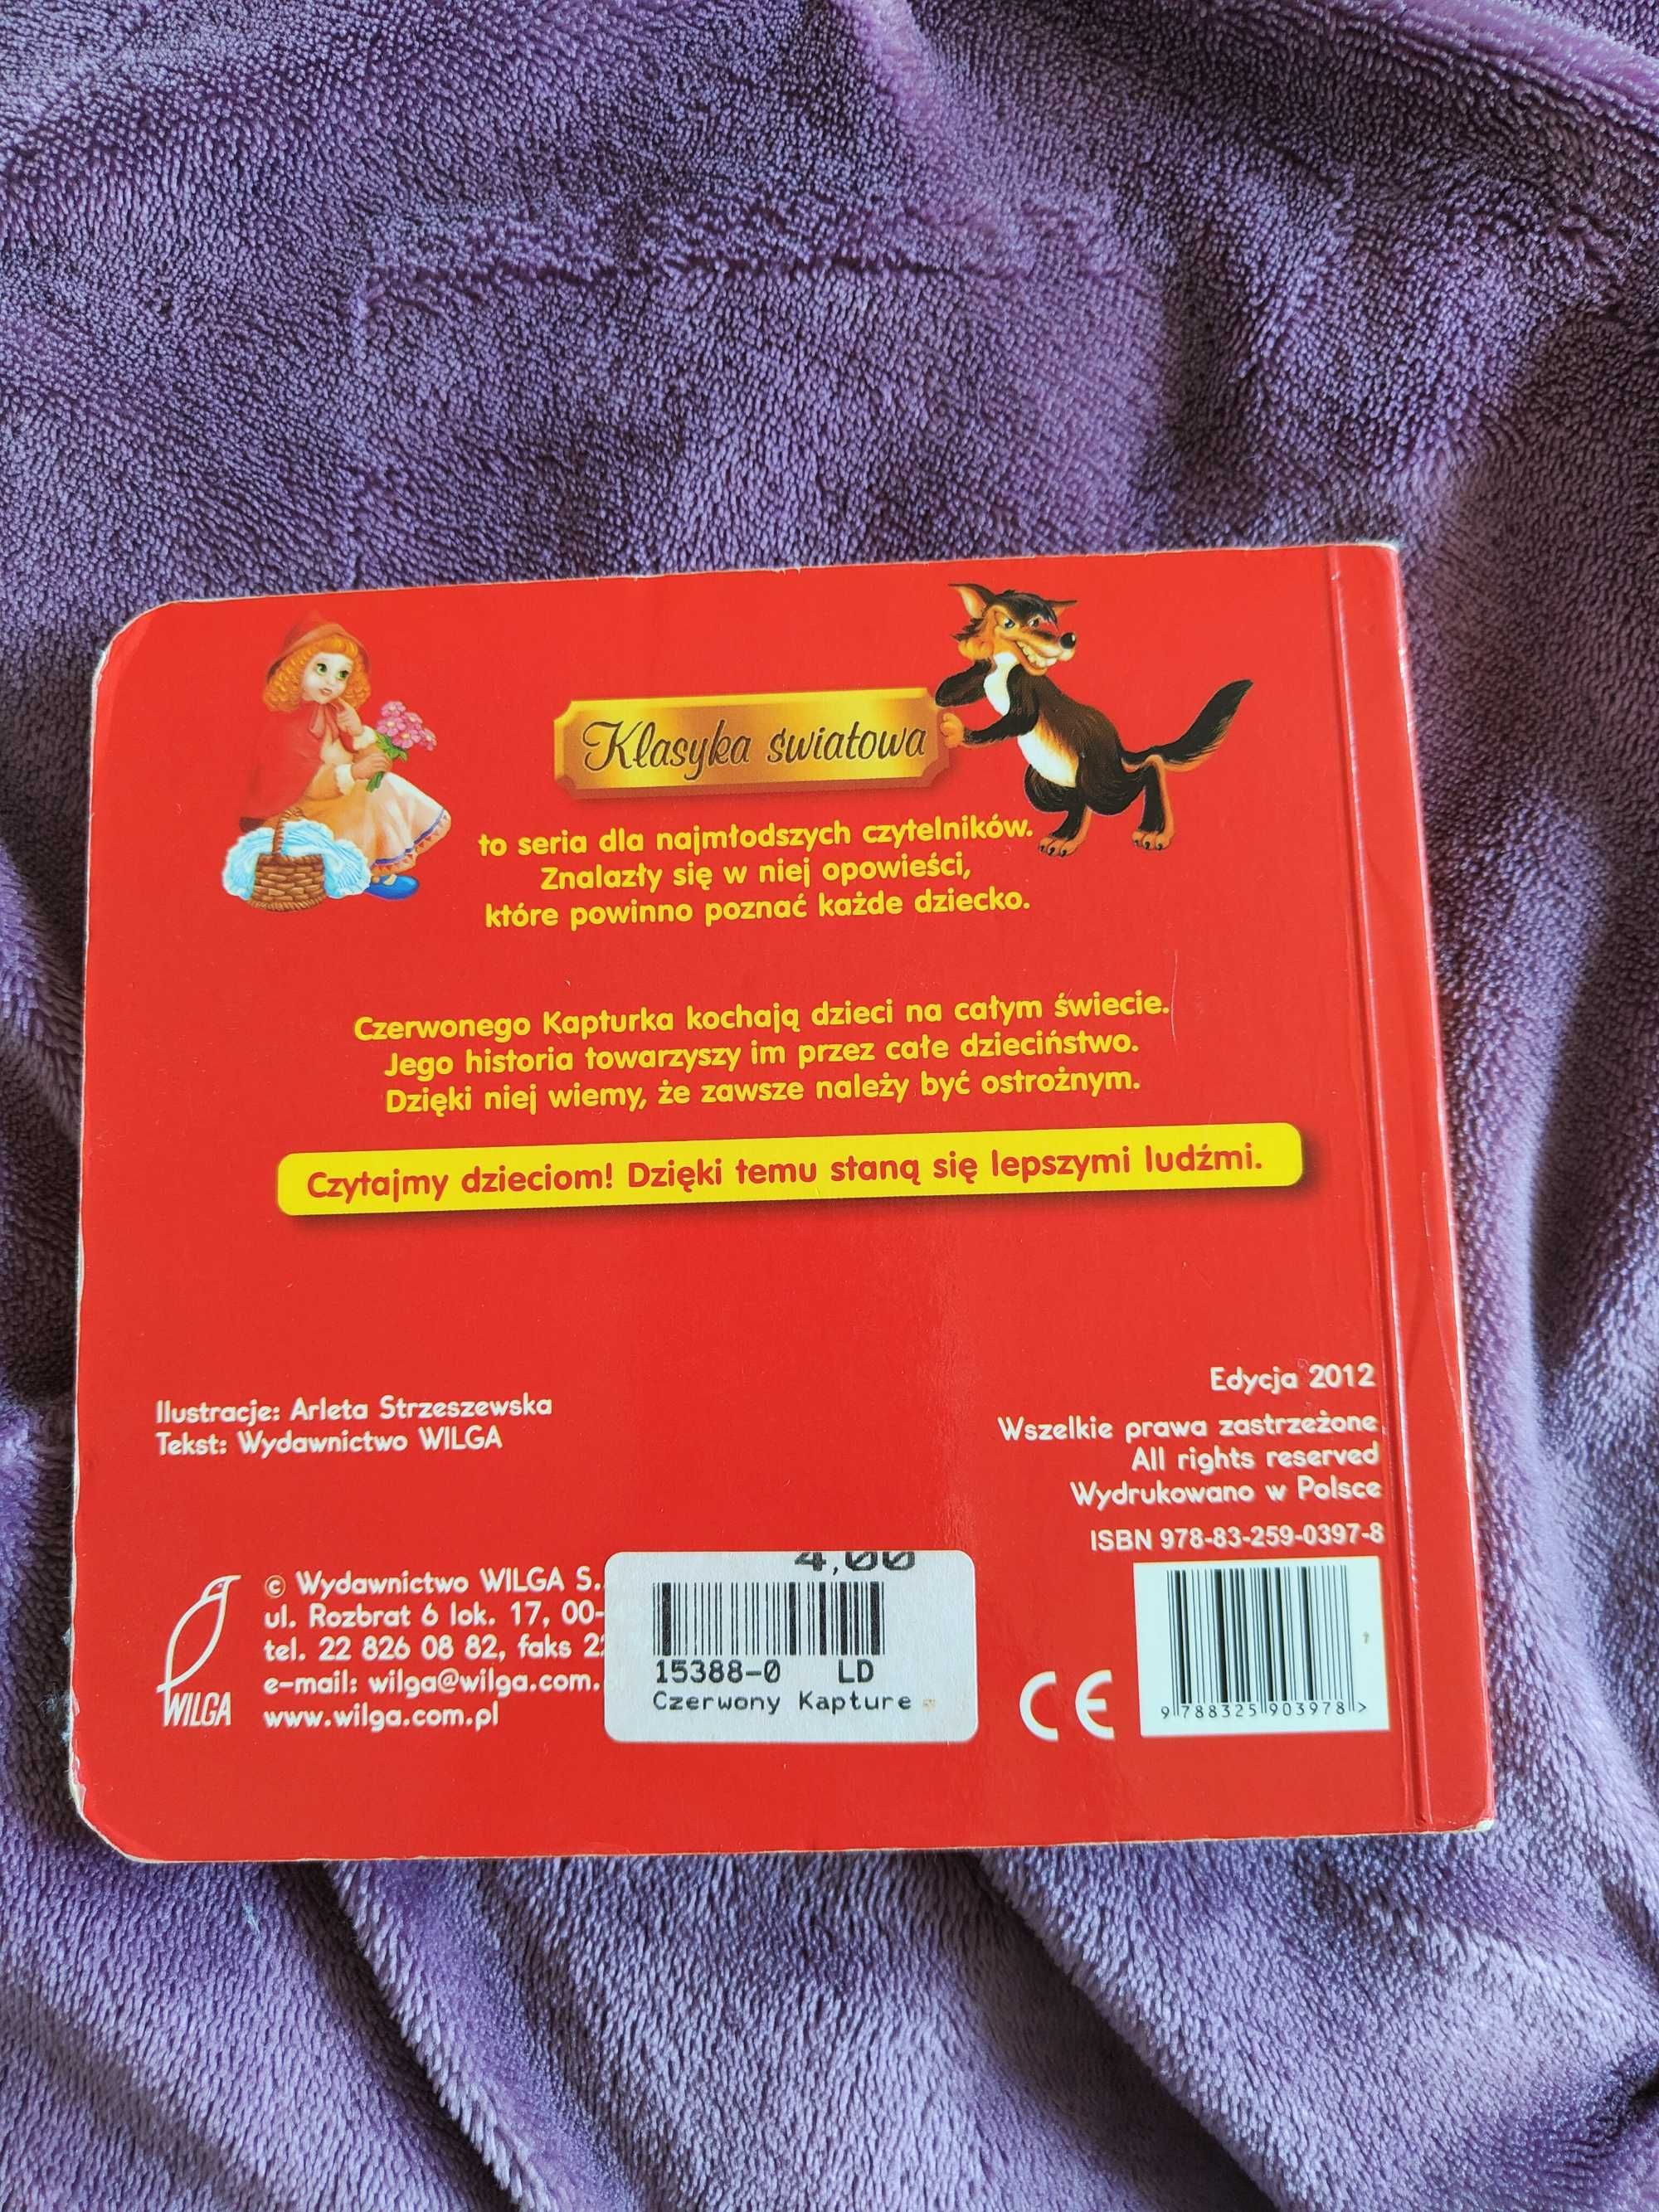 Klasyka światowa
to seria dla najmłodszych czytelników.
Znalazły się w niej opowieści,
które powinno poznać każde dziecko.
Czerwonego Kapturka kochają dzieci na całym świecie.
Jego historia towarzyszy im przez całe dzieciństwo.
Dzięki niej wiemy, że zawsze należy być ostrożnym.
Czytajmy dzieciom! Dzięki temu staną się lepszymi ludźmi.
Ilustracje: Arleta Strzeszewska
Tekst: Wydawnictwo WILGA
Edycja 2012
Wszelkie prawa zastrzeżone
All rights reserved
Wydrukowano w Polsce
ISBN 978-83-259-0397-8
WILGA
© Wydawnictwo WILGA S.
ul. Rozbrat 6 lok. 17, 00-
tel. 22 826 08 82, faks 2
e-mail: wilga@wilga.com.
www.wilga.com.pl
4,00
15388-0 LD
Czerwony Kapture
CE
9 788325 903978 >